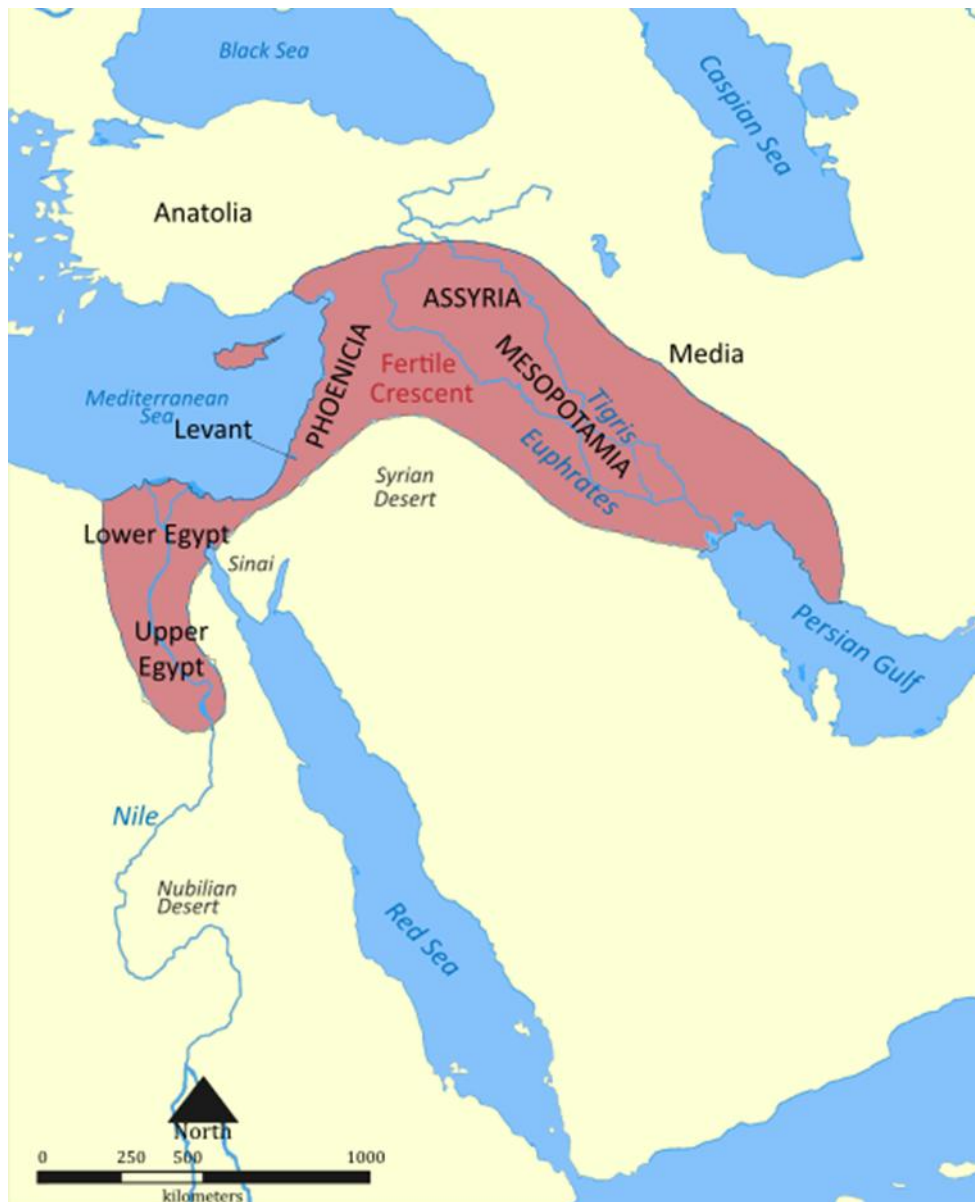 Black Sea
Caspian Sea
Anatolia
ASSYRIA
PHOENICIA
Fertile
Crescent
MESOPOTAMIA
Media
Tigris
Euphrates
Mediterranean
Sea
Levant
Syrian
Desert
Lower Egypt
Sinai
Upper
Egypt
Persian Gulf
Nile
Nubilian
Desert
Red Sea
North
0 250 500 1000
kilometers